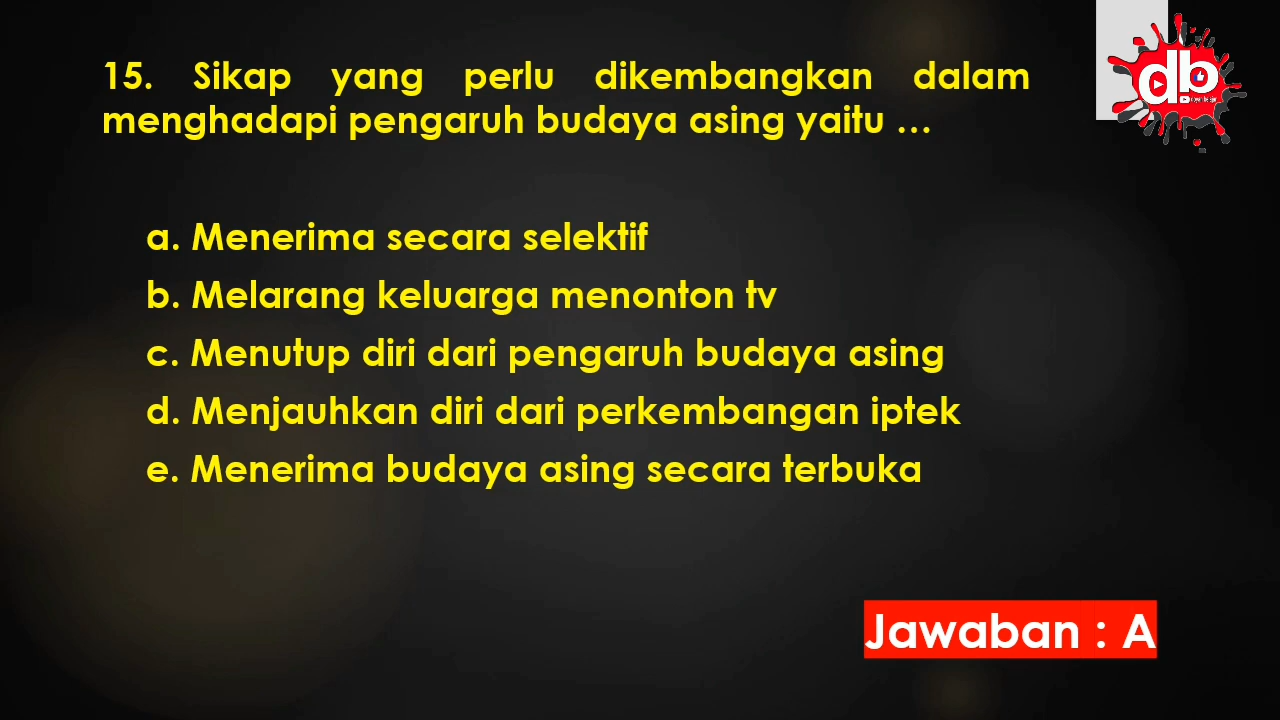 15. Sikap yang perlu dikembangkan dalam
menghadapi pengaruh budaya asing yaitu ...
a. Menerima secara selektif
b. Melarang keluarga menonton tv
c. Menutup diri dari pengaruh budaya asing
d. Menjauhkan diri dari perkembangan iptek
e. Menerima budaya asing secara terbuka
Jawaban : A
db